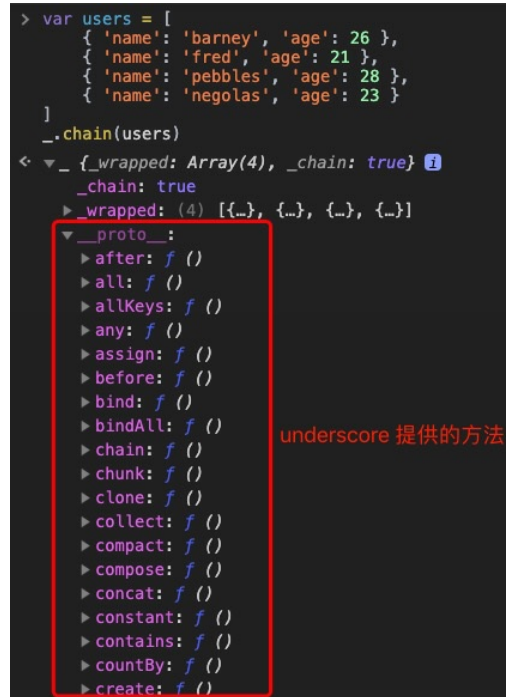 > var users = [
{ 'name': 'barney', 'age': 26 },
{ 'name': 'fred', 'age': 21 },
{ 'name': 'pebbles', 'age': 28 },
{ 'name': 'negolas', 'age': 23 }
]
_.chain(users)
<· ▼_ {_wrapped: Array(4), _chain: true} i
_chain: true
▶_wrapped: (4) [{…}, {…}, {…}, {…}]
▼__proto__:
▶after: ƒ ()
▶all: ƒ ()
▶allKeys: ƒ ()
▶any: ƒ ()
▶assign: ƒ ()
▶before: ƒ ()
▶bind: ƒ ()
▶bindAll: ƒ ()
underscore 提供的方法
▶chain: ƒ ()
▶chunk: ƒ ()
▶clone: ƒ ()
▶collect: ƒ ()
▶compact: ƒ ()
▶compose: ƒ ()
▶concat: ƒ ()
▶constant: ƒ ()
▶contains: ƒ ()
▶countBy: ƒ ()
▶create: ƒ ()